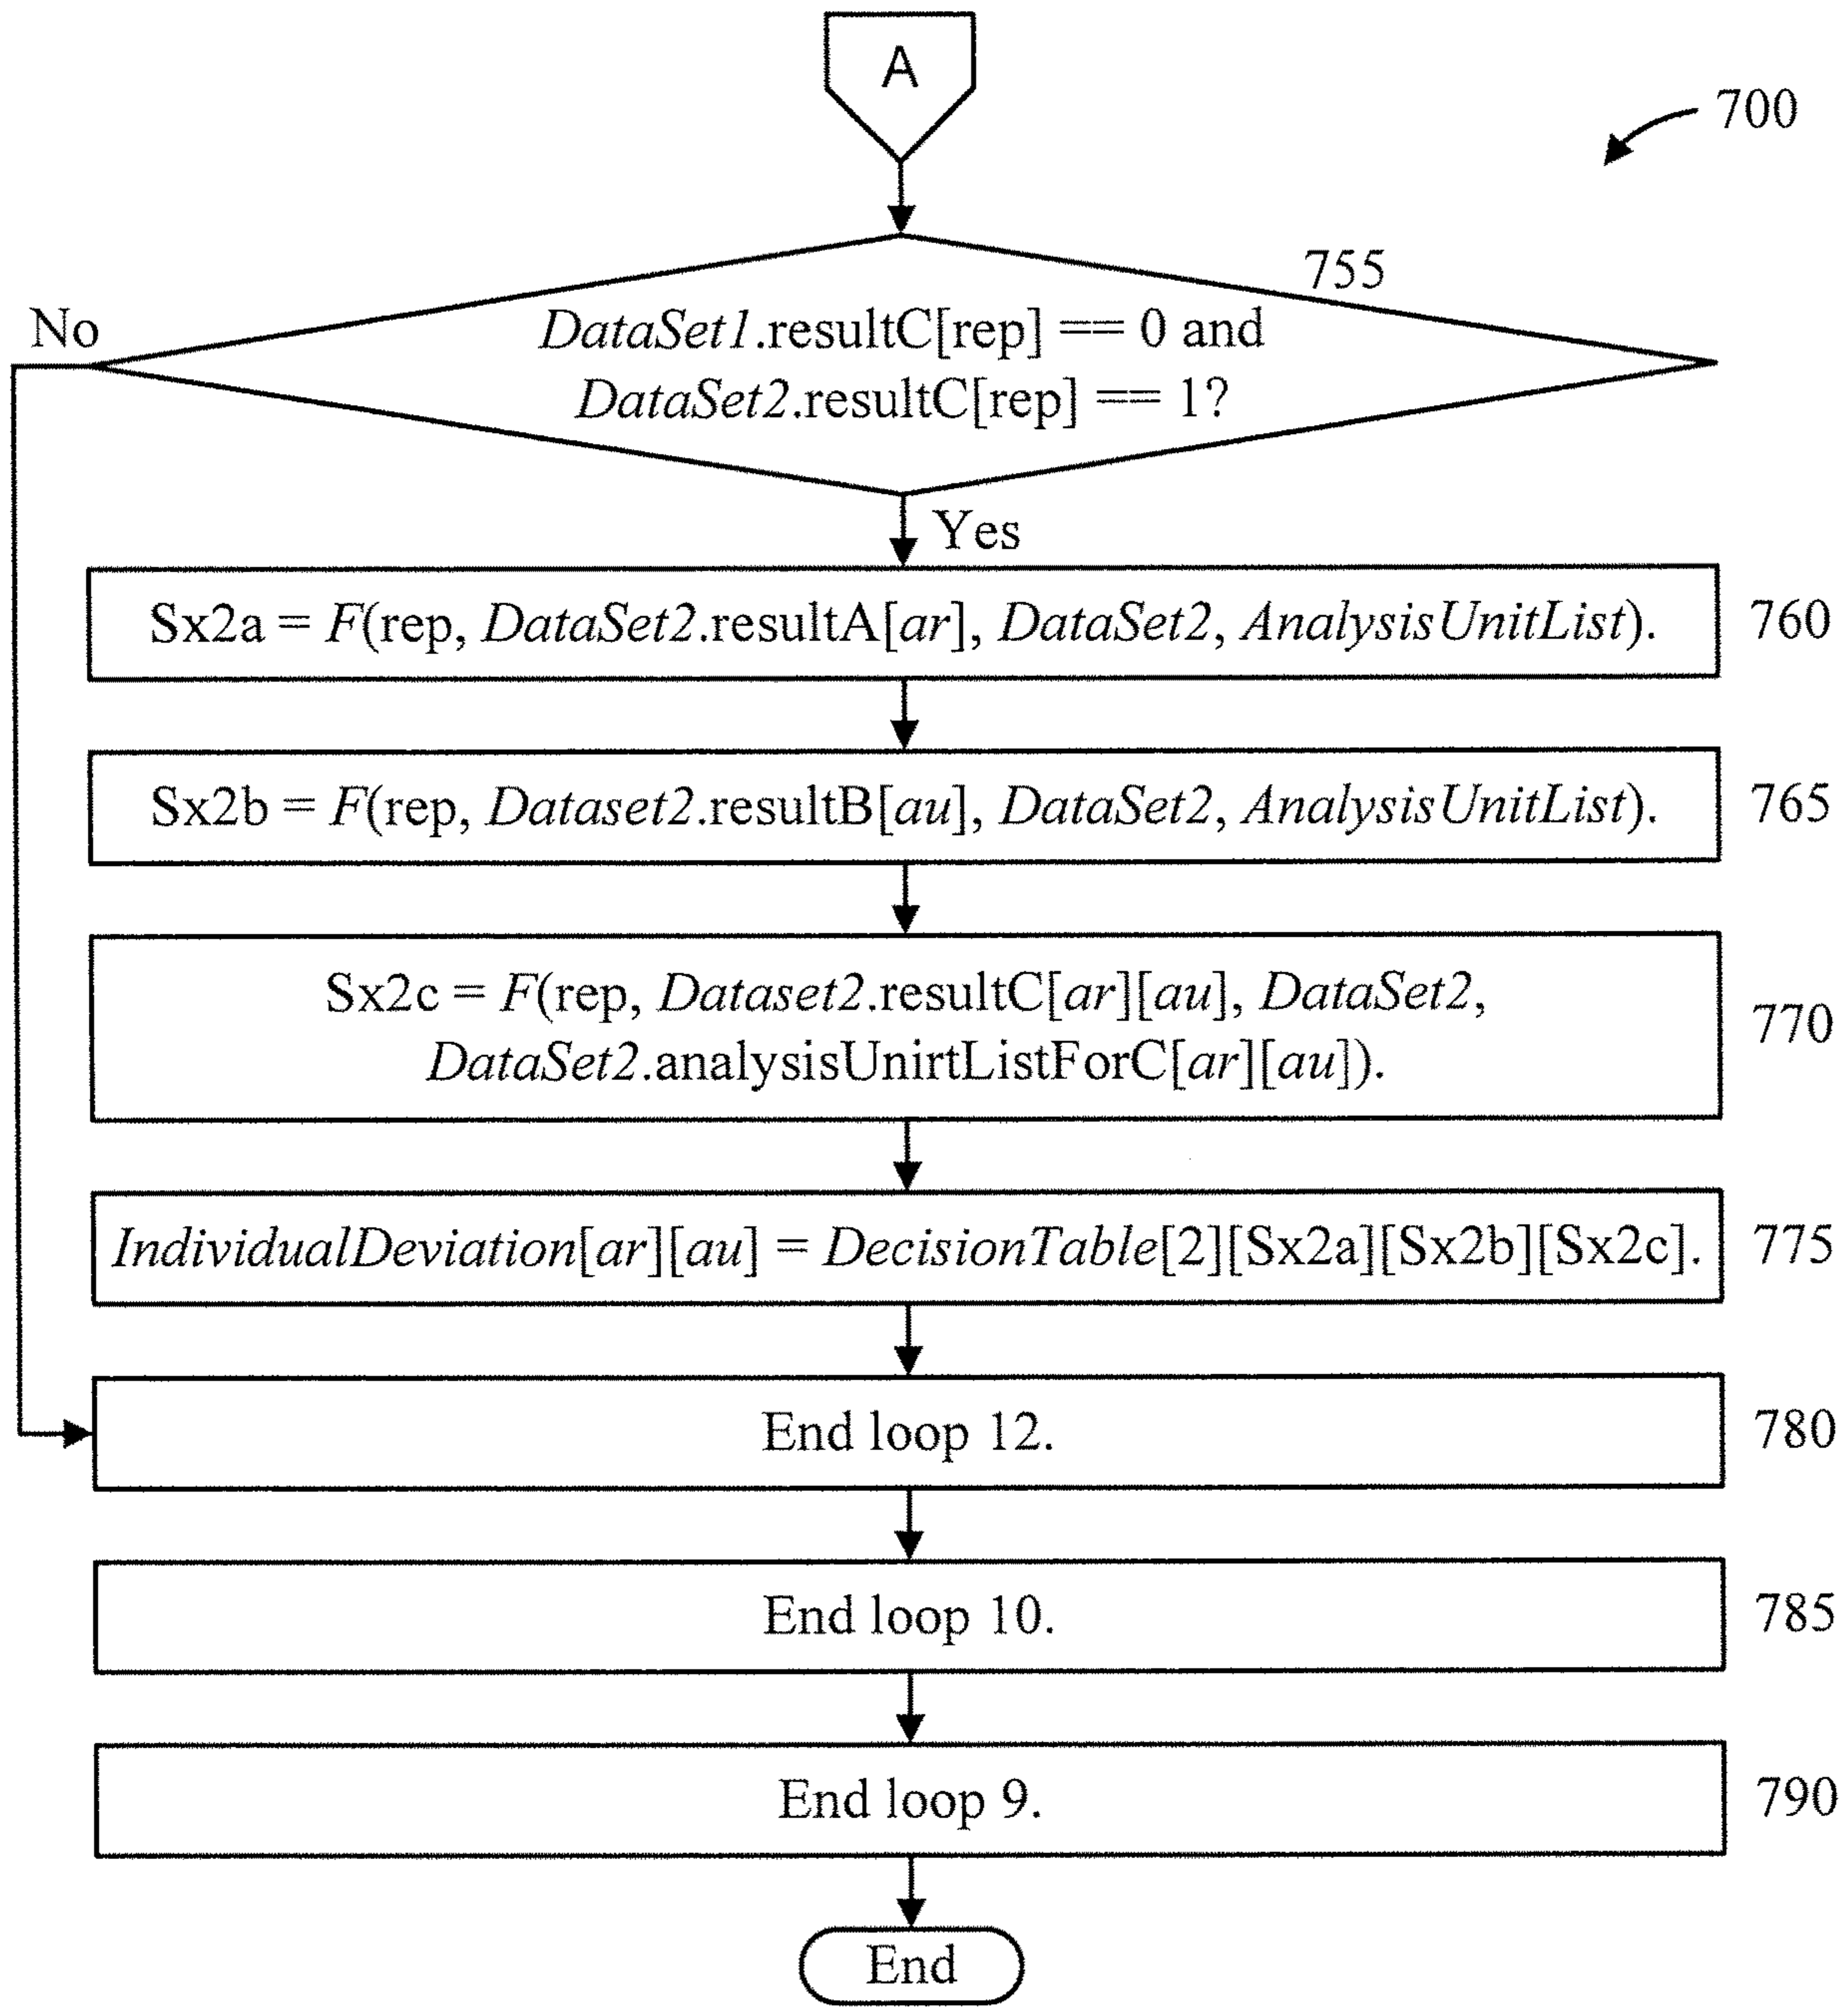 A
700
755
No
DataSet1.resultC[rep] == 0 and
DataSet2.resultC[rep] == 1?
Yes
Sx2a = F(rep, DataSet2.resultA[ar], DataSet2, AnalysisUnitList). 760
Sx2b = F(rep, Dataset2.resultB[au], DataSet2, AnalysisUnitList). 765
Sx2c = F(rep, Dataset2.resultC[ar][au], DataSet2,
770
DataSet2.analysisUnirtListForC[ar][au]).
IndividualDeviation[ar][au] = DecisionTable[2][Sx2a][Sx2b][Sx2c]. 775
End loop 12. 780
End loop 10. 785
End loop 9. 790
End